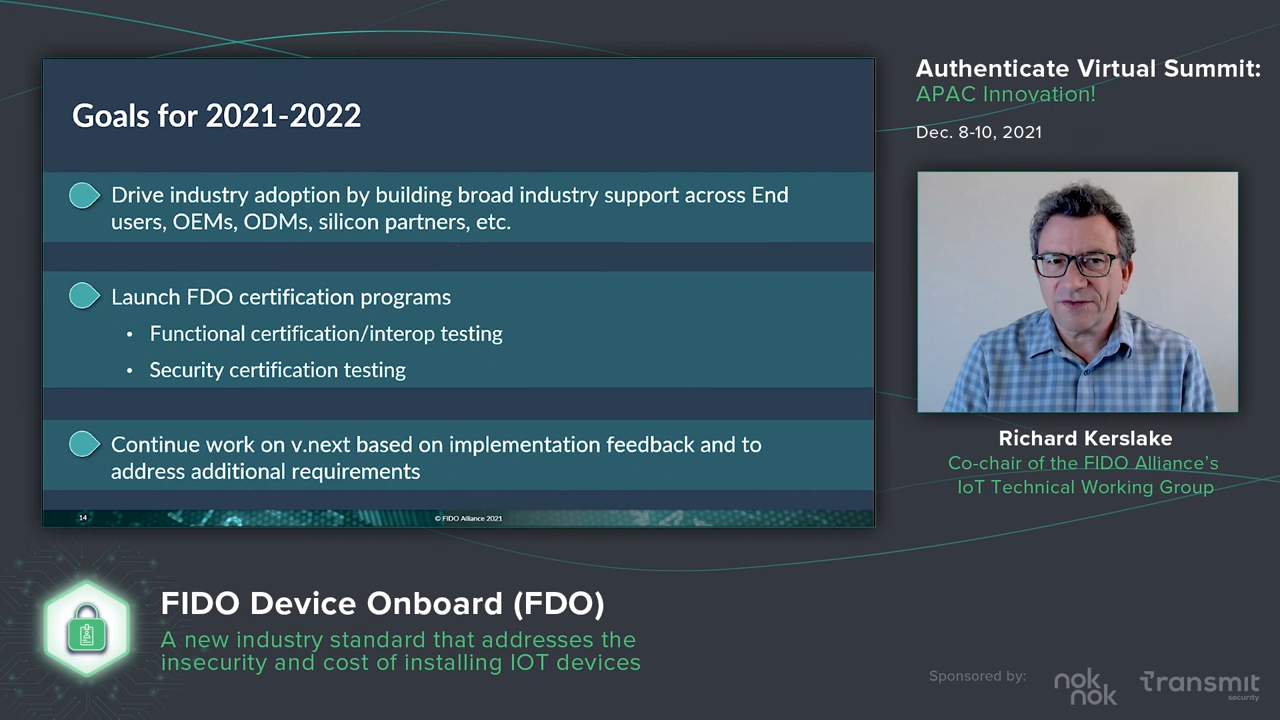 Goals for 2021-2022
Drive industry adoption by building broad industry support across End
users, OEMs, ODMs, silicon partners, etc.
Launch FDO certification programs
• Functional certification/interop testing
• Security certification testing
Continue work on v.next based on implementation feedback and to
address additional requirements
14
© FIDO Alliance 2021
Authenticate Virtual Summit:
APAC Innovation!
Dec. 8-10, 2021
Richard Kerslake
Co-chair of the FIDO Alliance's
IoT Technical Working Group
FIDO Device Onboard (FDO)
A new industry standard that addresses the
insecurity and cost of installing IOT devices
Sponsored by:
nok
nok
Transmit
security